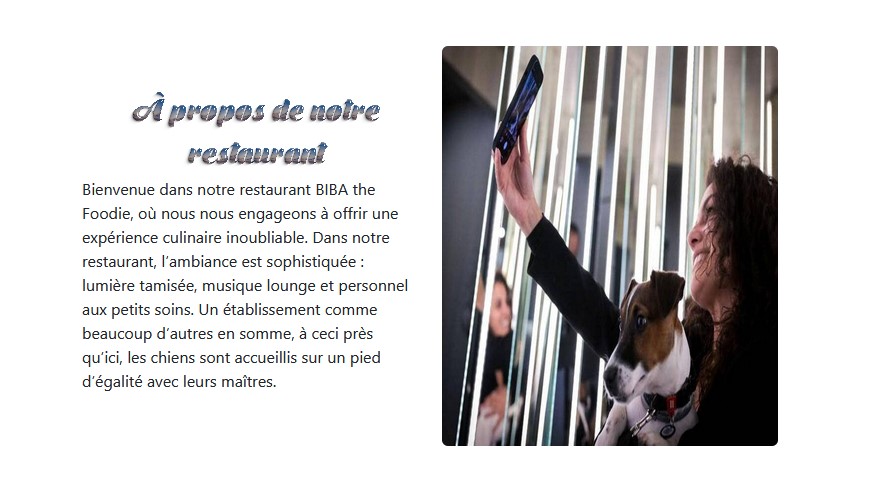 À propos de notre
restaurant
Bienvenue dans notre restaurant BIBA the
Foodie, où nous nous engageons à offrir une
expérience culinaire inoubliable. Dans notre
restaurant, l’ambiance est sophistiquée :
lumière tamisée, musique lounge et personnel
aux petits soins. Un établissement comme
beaucoup d’autres en somme, à ceci près
qu’ici, les chiens sont accueillis sur un pied
d’égalité avec leurs maîtres.